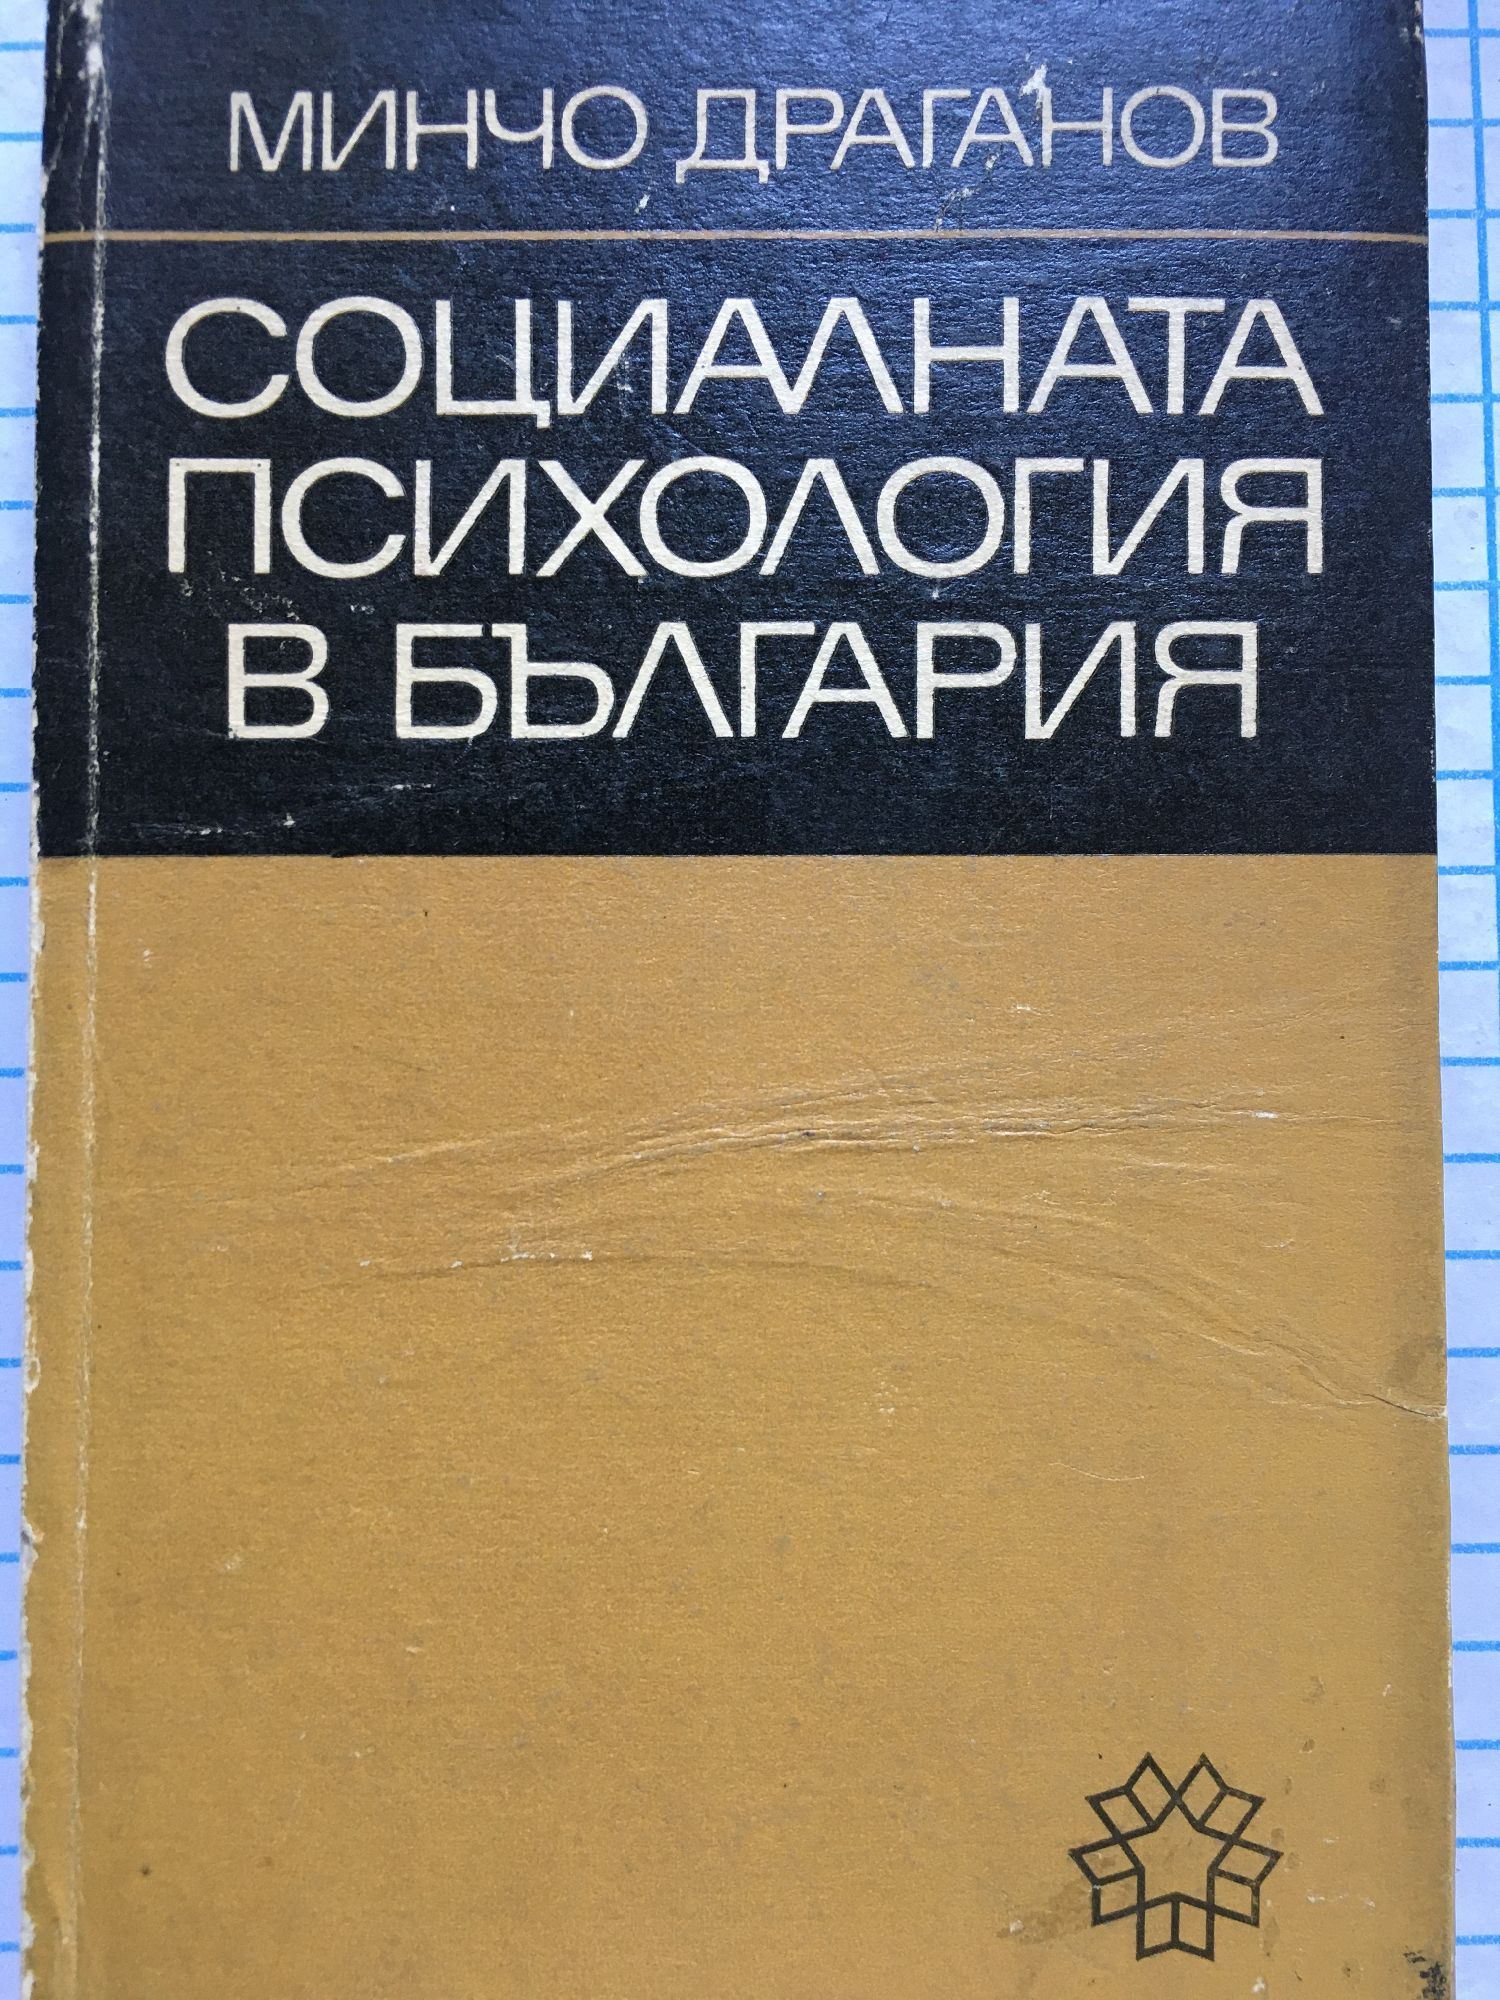 МИНЧО ДРАГАНОВ
СОЦИАЛНАТА
ПСИХОЛОГИЯ
В БЪЛГАРИЯ